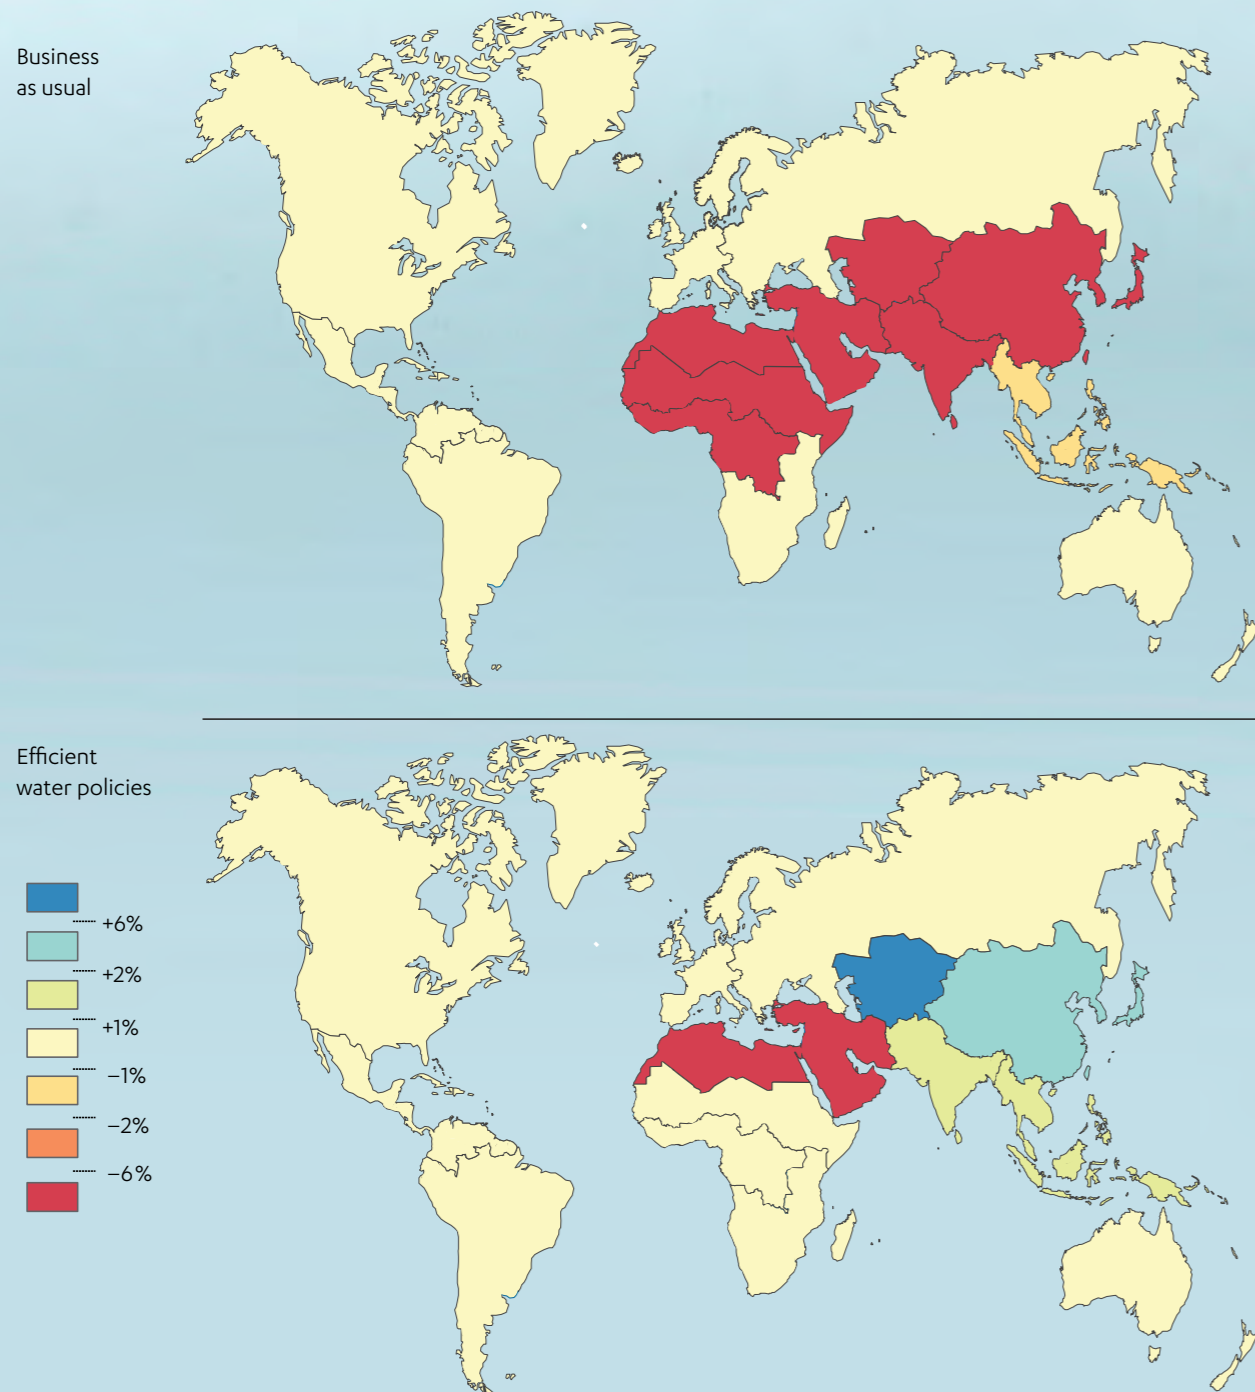 Business
as usual
Efficient
water policies
+6%
+2%
+1%
−1%
−2%
−6%